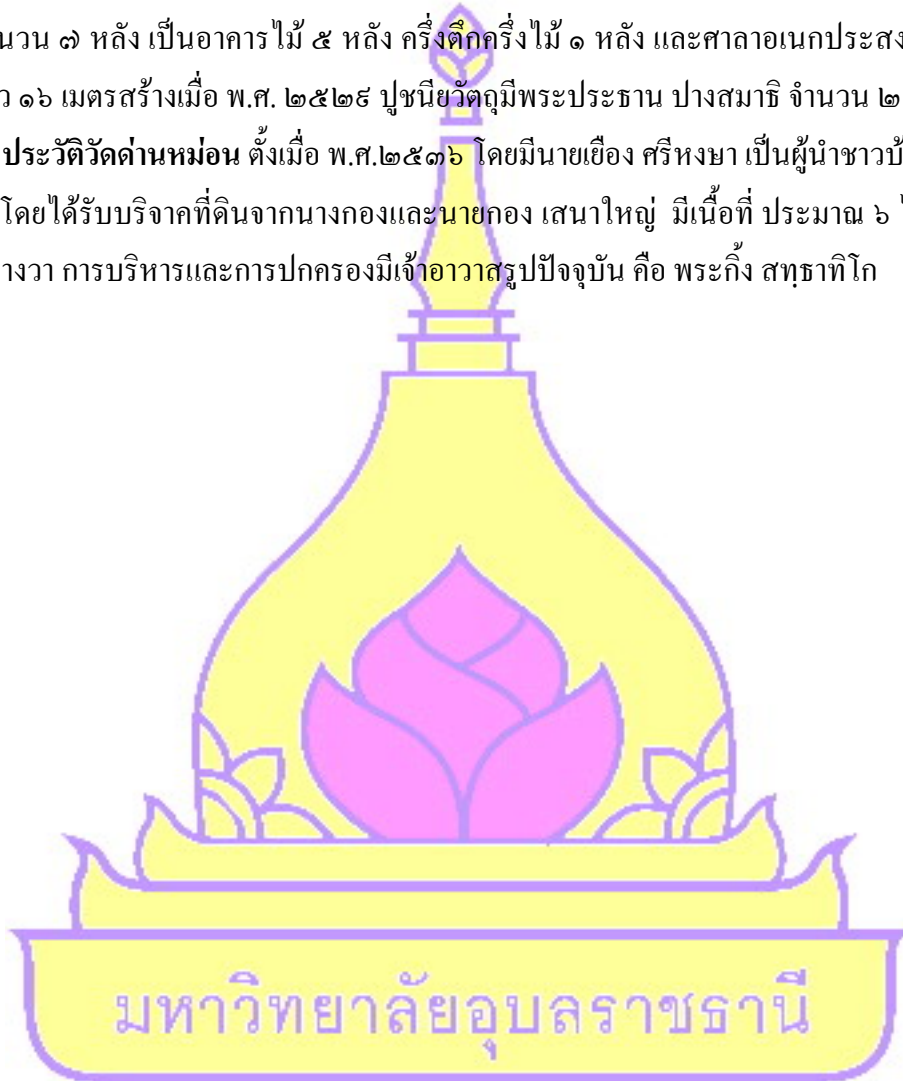 นวน ๗ หลัง เป็นอาคารไม้ ๕ หลัง ครึ่งตึกครึ่งไม้ ๑ หลัง และศาลาอเนกประสง
ว ๑๖ เมตรสร้างเมื่อ พ.ศ. ๒๕๒๙ ปูชนียวัตถุมีพระประธาน ปางสมาธิ จำนวน ๒
ประวัติวัดด่านหม่อน ตั้งเมื่อ พ.ศ.๒๕๓๖ โดยมีนายเยือง ศรีหงษา เป็นผู้นำชาวบ้
โดยได้รับบริจาคที่ดินจากนางกองและนายกอง เสนาใหญ่ มีเนื้อที่ ประมาณ ๖
างวา การบริหารและการปกครองมีเจ้าอาวาสรูปปัจจุบัน คือ พระกิ้ง สทฺธาทิโก
มหาวิทยาลัยอุบลราชธานี